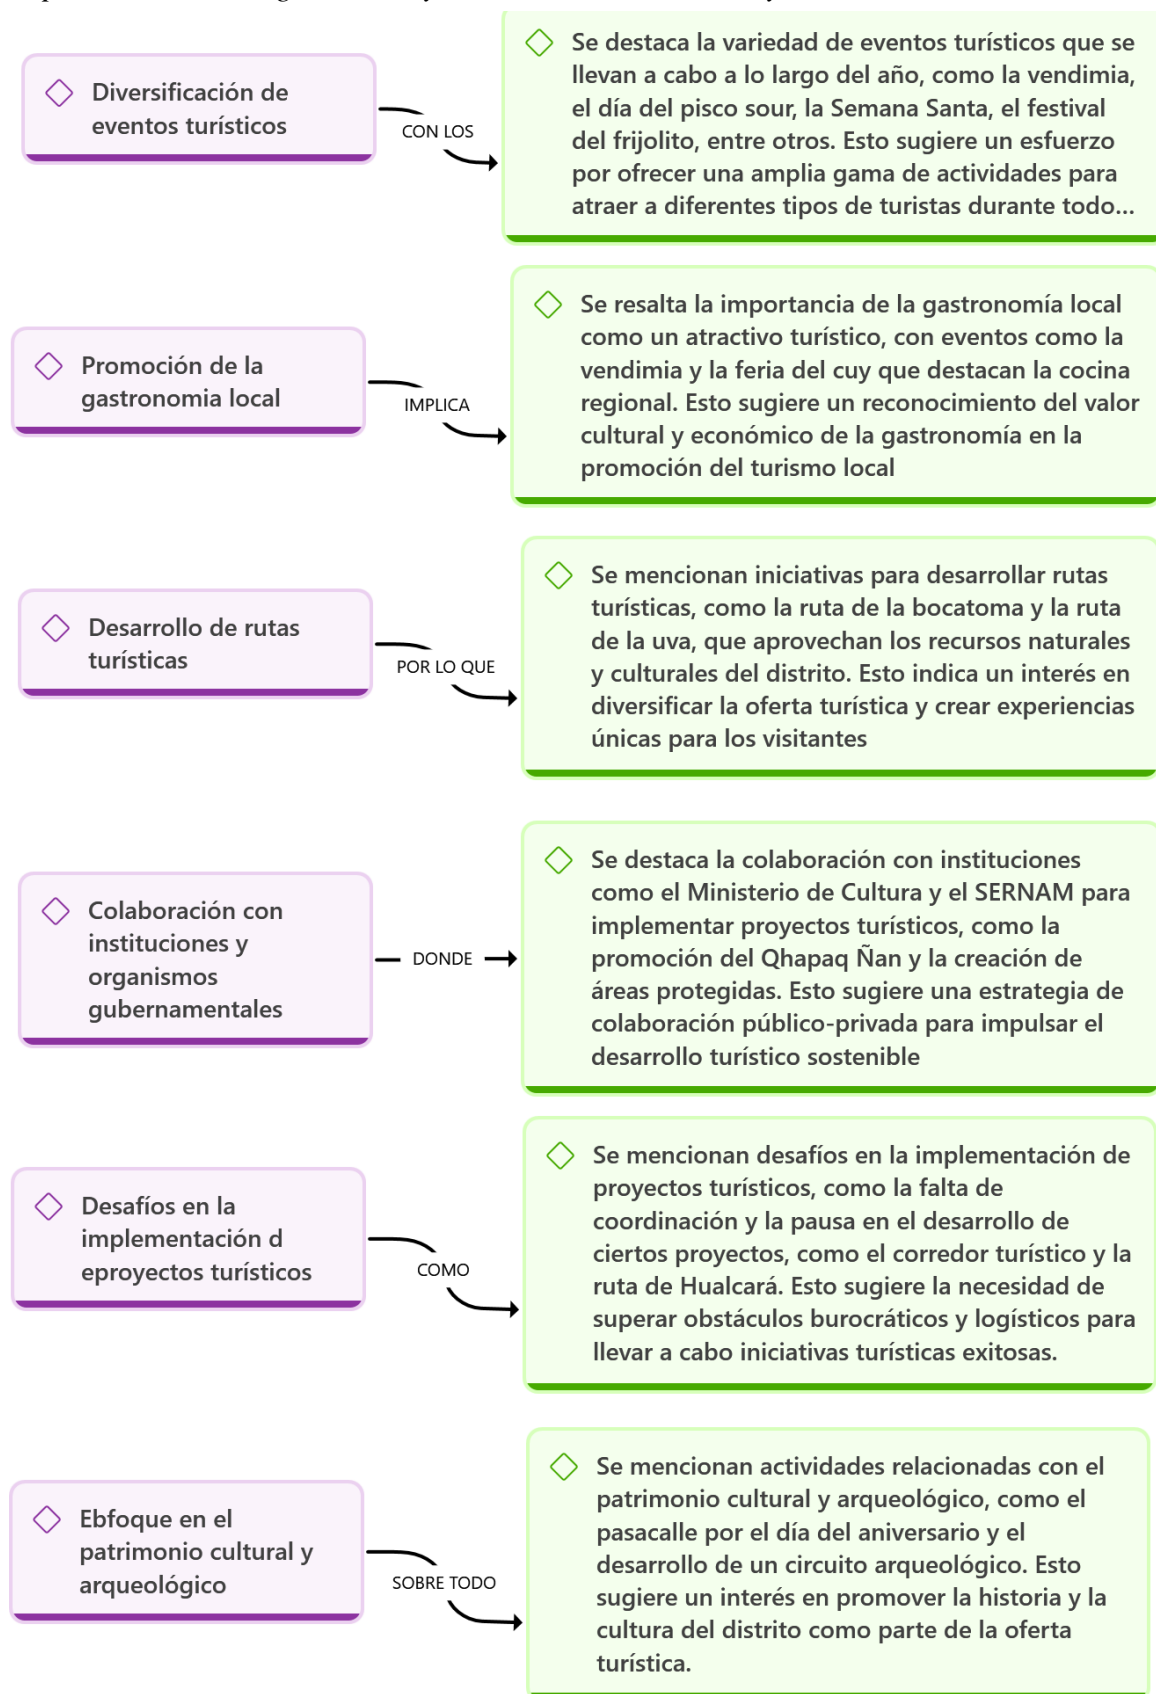 Diversificación de
eventos turísticos
CON LOS
Se destaca la variedad de eventos turísticos que se
llevan a cabo a lo largo del año, como la vendimia,
el día del pisco sour, la Semana Santa, el festival
del frijolito, entre otros. Esto sugiere un esfuerzo
por ofrecer una amplia gama de actividades para
atraer a diferentes tipos de turistas durante todo...
Promoción de la
gastronomia local
IMPLICA
Se resalta la importancia de la gastronomía local
como un atractivo turístico, con eventos como la
vendimia y la feria del cuy que destacan la cocina
regional. Esto sugiere un reconocimiento del valor
cultural y económico de la gastronomía en la
promoción del turismo local
Desarrollo de rutas
turísticas
POR LO QUE
Se mencionan iniciativas para desarrollar rutas
turísticas, como la ruta de la bocatoma y la ruta
de la uva, que aprovechan los recursos naturales
y culturales del distrito. Esto indica un interés en
diversificar la oferta turística y crear experiencias
únicas para los visitantes
Colaboración con
instituciones y
organismos
gubernamentales
DONDE
Se destaca la colaboración con instituciones
como el Ministerio de Cultura y el SERNAM para
implementar proyectos turísticos, como la
promoción del Qhapaq Ñan y la creación de
áreas protegidas. Esto sugiere una estrategia de
colaboración público-privada para impulsar el
desarrollo turístico sostenible
Desafíos en la
implementación d
eproyectos turísticos
COMO
Se mencionan desafíos en la implementación de
proyectos turísticos, como la falta de
coordinación y la pausa en el desarrollo de
ciertos proyectos, como el corredor turístico y la
ruta de Hualcará. Esto sugiere la necesidad de
superar obstáculos burocráticos y logísticos para
llevar a cabo iniciativas turísticas exitosas.
Ebfoque en el
patrimonio cultural y
arqueológico
SOBRE TODO
Se mencionan actividades relacionadas con el
patrimonio cultural y arqueológico, como el
pasacalle por el día del aniversario y el
desarrollo de un circuito arqueológico. Esto
sugiere un interés en promover la historia y la
cultura del distrito como parte de la oferta
turística.